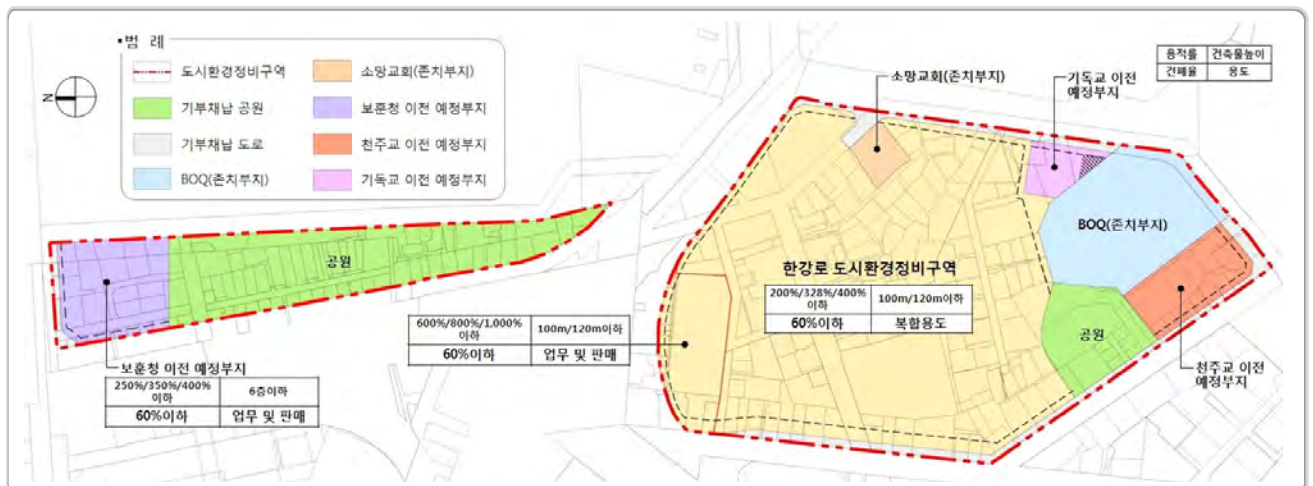 •범 례
도시환경정비구역
소망교회(존치부지)
기부채납 공원
보훈청 이전 예정부지
기부채납 도로
천주교 이전 예정부지
BOQ(존치부지)
기독교 이전 예정부지
N
용적률 건축물높이
건폐율 용도
소망교회(존치부지)
기독교 이전
예정부지
BOQ(존치부지)
공원
한강로 도시환경정비구역
200%/328%/400%
이하
100m/120m이하
60%이하 복합용도
600%/800%/1,000%
이하
100m/120m이하
60%이하 업무 및 판매
공원
보훈청 이전 예정부지
250%/350%/400%
이하
6층이하
60%이하 업무 및 판매
천주교 이전
예정부지